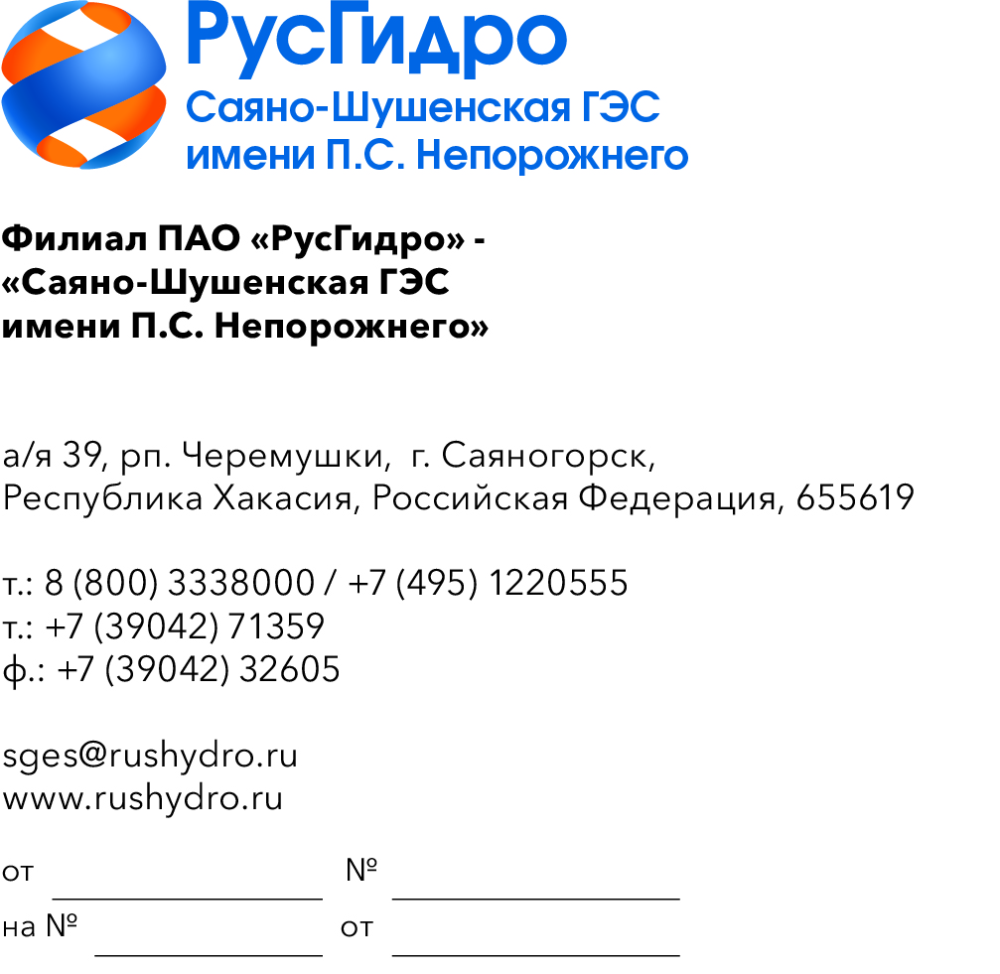 РусГидро
Саяно-Шушенская ГЭС
имени П.С. Непорожнего
Филиал ПАО «РусГидро» -
«Саяно-Шушенская ГЭС
имени П.С. Непорожнего»
а/я 39, рп. Черемушки, г. Саяногорск,
Республика Хакасия, Российская Федерация, 655619
т.: 8 (800) 3338000 / +7 (495) 1220555
т.: +7 (39042) 71359
ф.: +7 (39042) 32605
sges@rushydro.ru
www.rushydro.ru
от № 
на № от